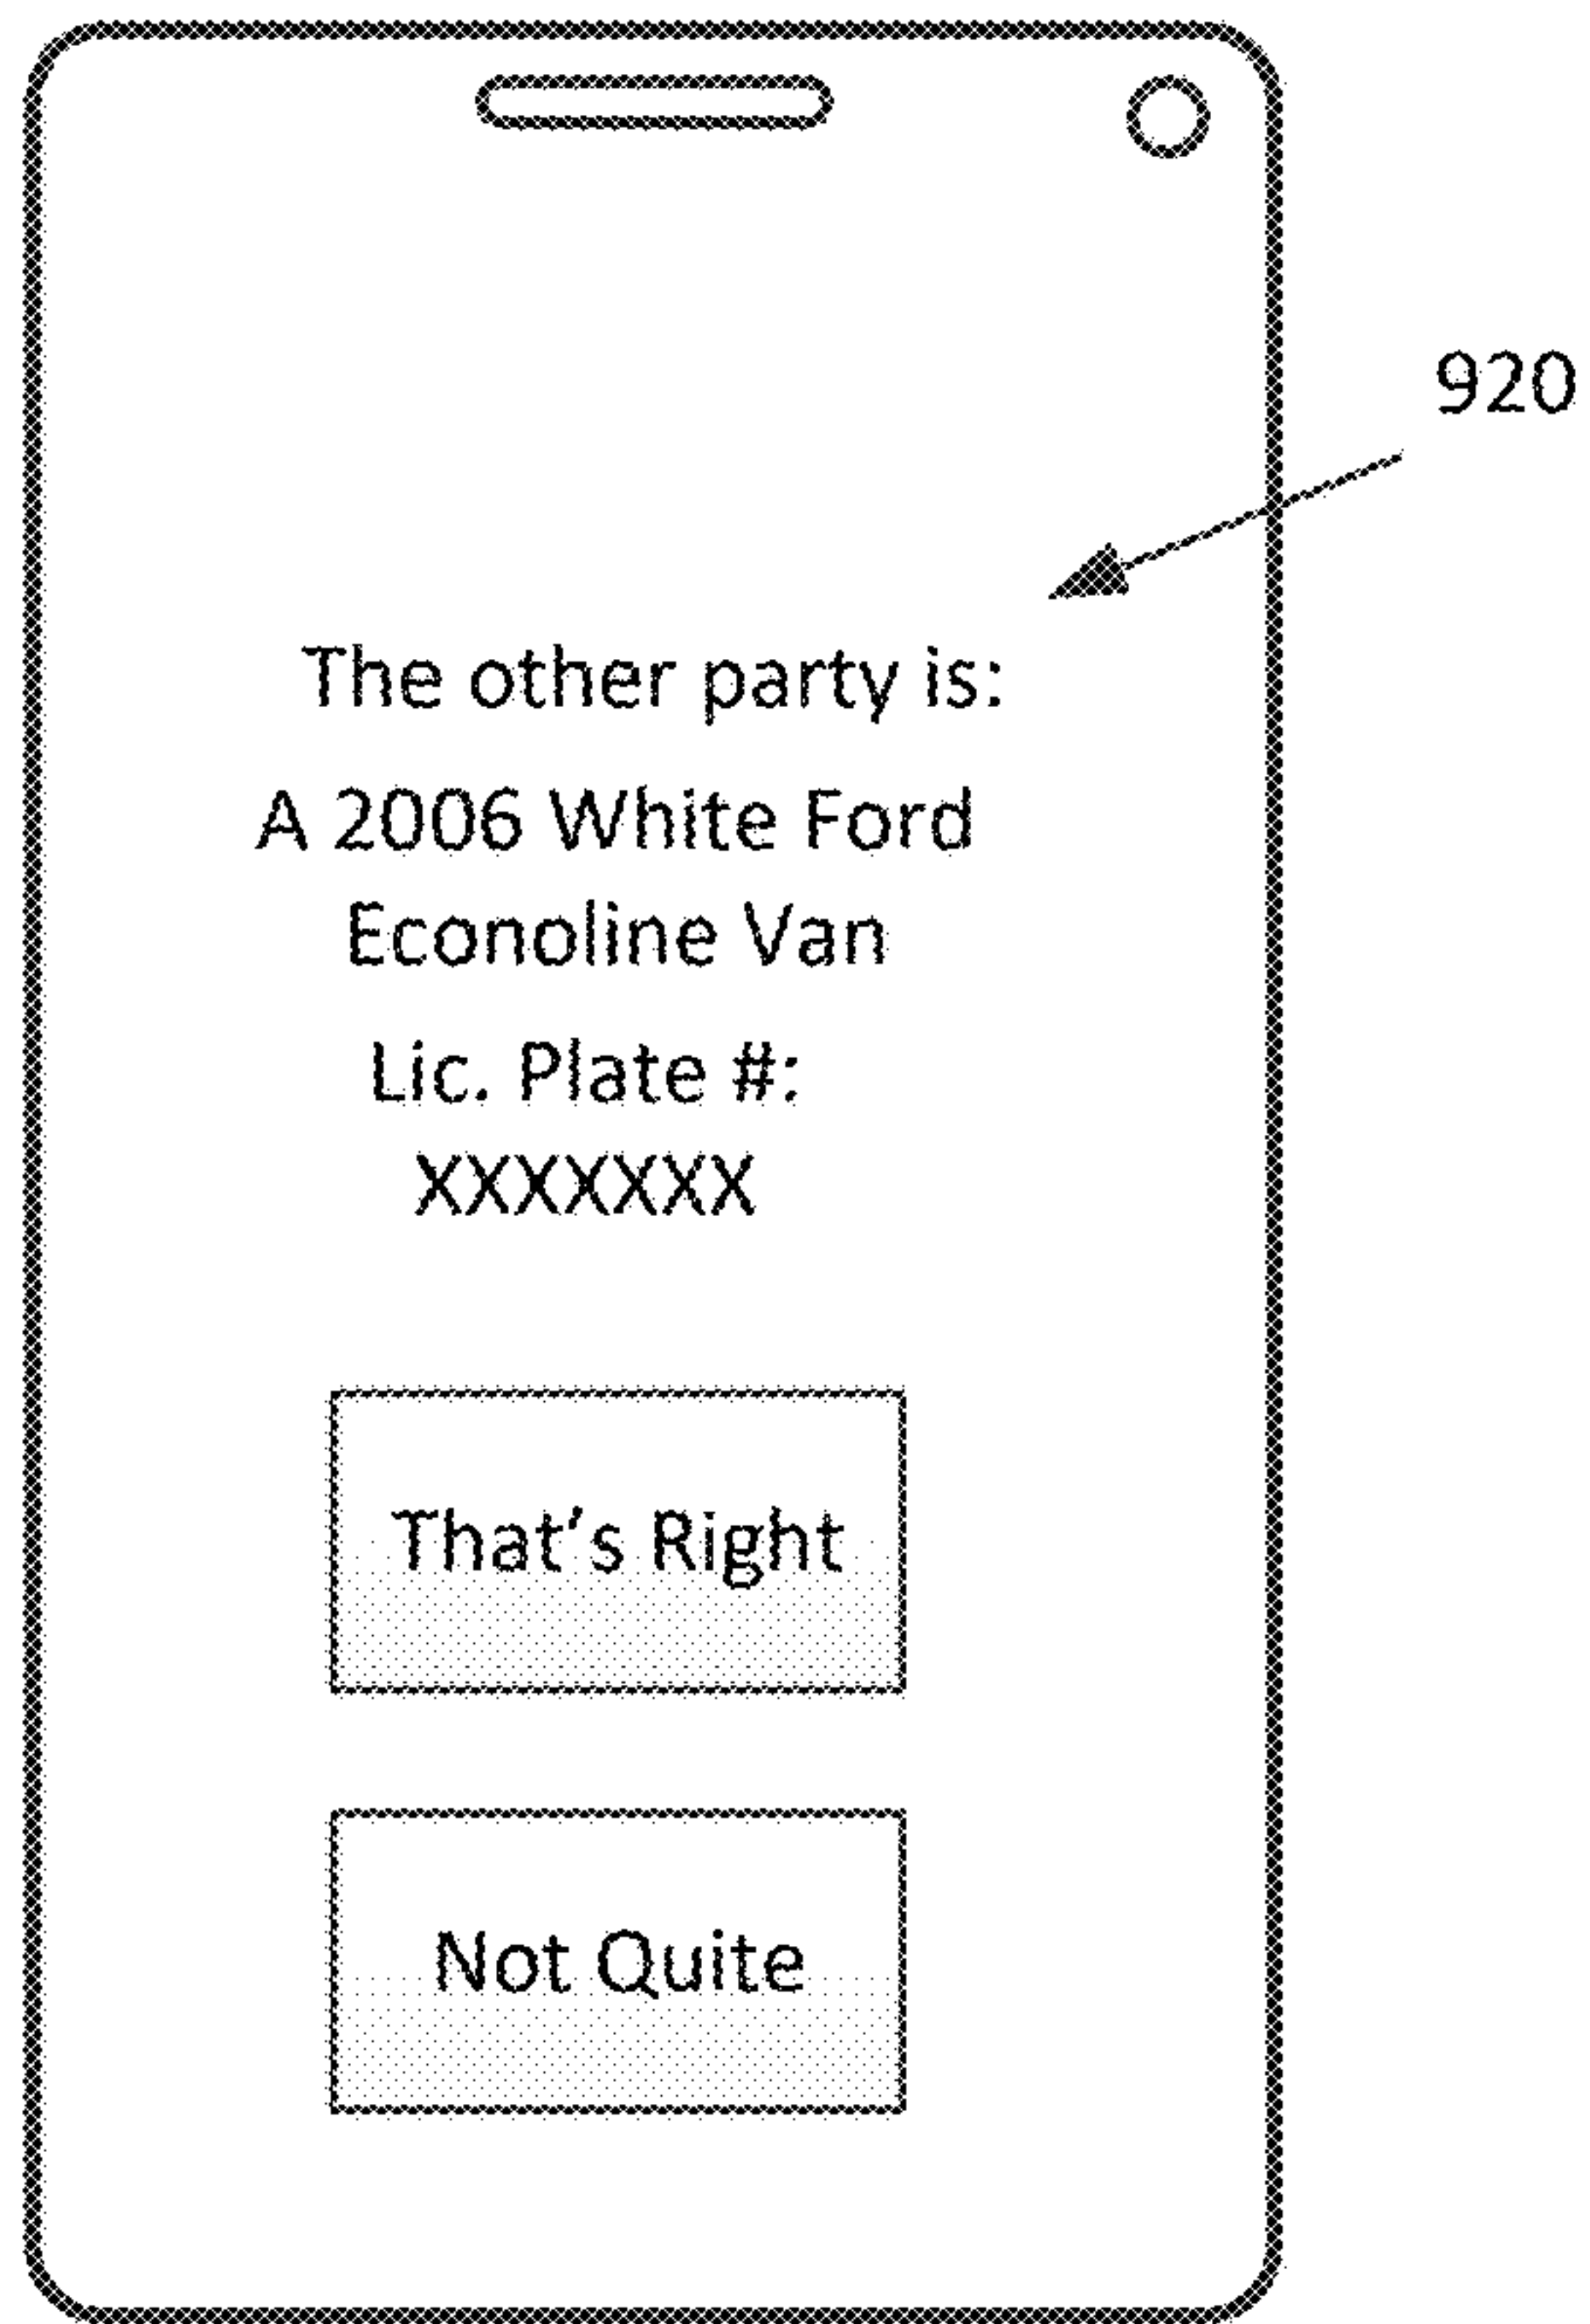 920
The other party is:
A 2006 White Ford
Econoline Van
Lic. Plate #:
XXXXXXX
That's Right
Not Quite